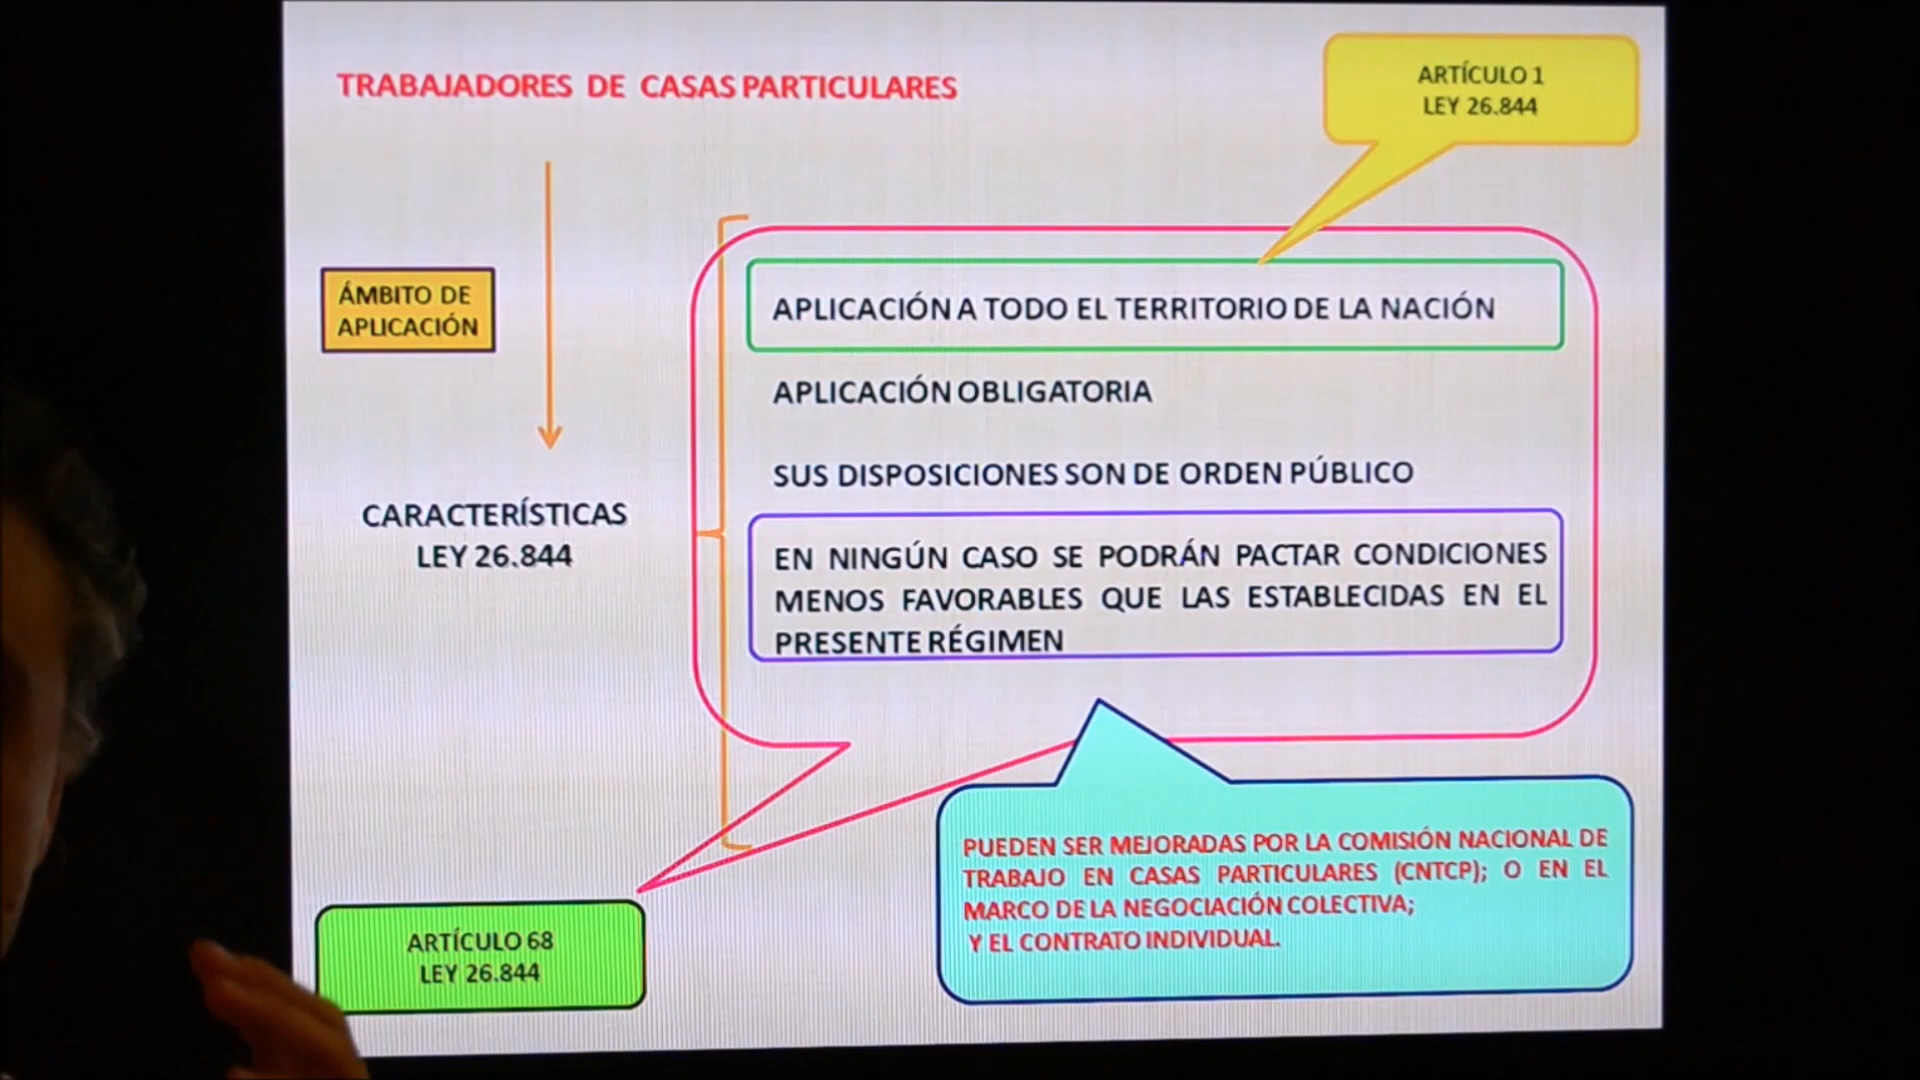 TRABAJADORES DE CASAS PARTICULARES
ARTÍCULO 1
LEY 26.844
ÁMBITO DE
APLICACIÓN
CARACTERÍSTICAS
LEY 26.844
APLICACIÓN A TODO EL TERRITORIO DE LA NACIÓN
APLICACIÓN OBLIGATORIA
SUS DISPOSICIONES SON DE ORDEN PÚBLICO
EN NINGÚN CASO SE PODRÁN PACTAR CONDICIONES
MENOS FAVORABLES QUE LAS ESTABLECIDAS EN EL
PRESENTE RÉGIMEN
PUEDEN SER MEJORADAS POR LA COMISIÓN NACIONAL DE
TRABAJO EN CASAS PARTICULARES (CNTCP); O EN EL
MARCO DE LA NEGOCIACIÓN COLECTIVA;
Y EL CONTRATO INDIVIDUAL.
ARTÍCULO 68
LEY 26.844